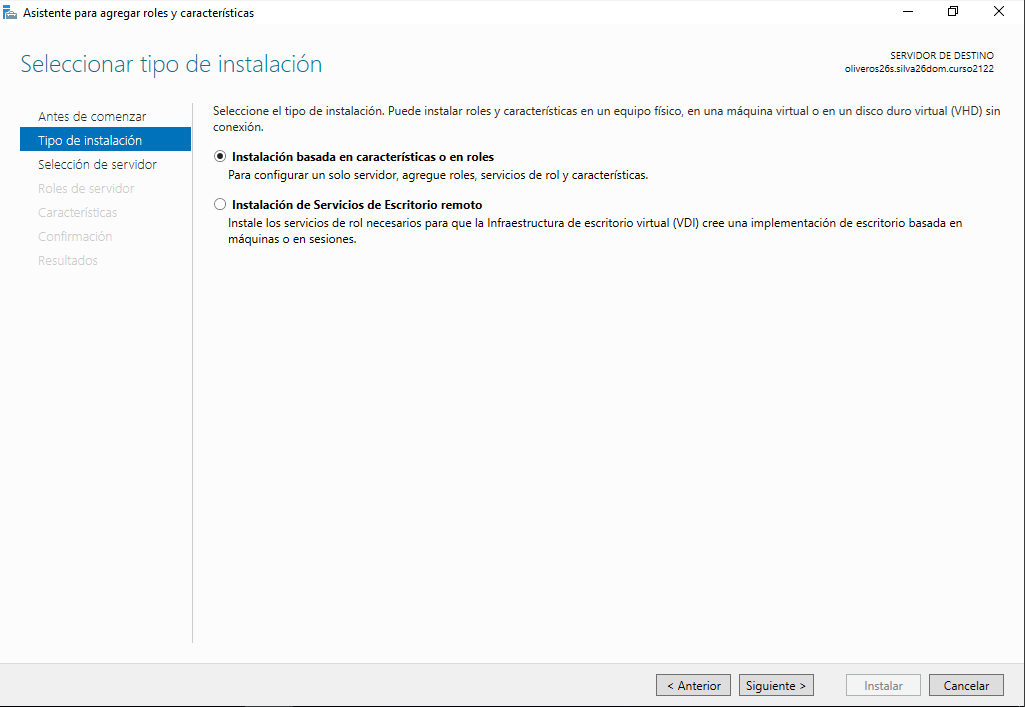 Asistente para agregar roles y características
Seleccionar tipo de instalación
SERVIDOR DE DESTINO
oliveros26s.silva26dom.curso2122
Antes de comenzar
Tipo de instalación
Selección de servidor
Roles de servidor
Características
Confirmación
Resultados
Seleccione el tipo de instalación. Puede instalar roles y características en un equipo físico, en una máquina virtual o en un disco duro virtual (VHD) sin
conexión.
Instalación basada en características o en roles
Para configurar un solo servidor, agregue roles, servicios de rol y características.
Instalación de Servicios de Escritorio remoto
Instale los servicios de rol necesarios para que la Infraestructura de escritorio virtual (VDI) cree una implementación de escritorio basada en
máquinas o en sesiones.
< Anterior
Siguiente >
Instalar
Cancelar